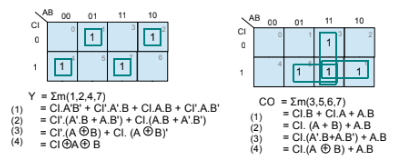 AB
00 01 11 10
CI
0 1 1
1 1 1
Y = Σm(1,2,4,7)
(1) = CI.A'B' + CI'.A'.B + CI.A.B + CI'.A.B'
(2) = CI'.(A'.B + A.B') + CI.(A.B + A'.B')
(3) = CI'.(A ⊕ B) + CI. (A ⊕ B)'
(4) = CI⊕A⊕B
AB
00 01 11 10
CI
0 1
1 1 1 1
CO = Σm(3,5,6,7)
(1) = CI.B + CI.A + A.B
(2) = CI. (A + B) + A.B
(3) = CI.(A'.B+A.B') + A.B
(4) = CI.(A ⊕ B) + A.B